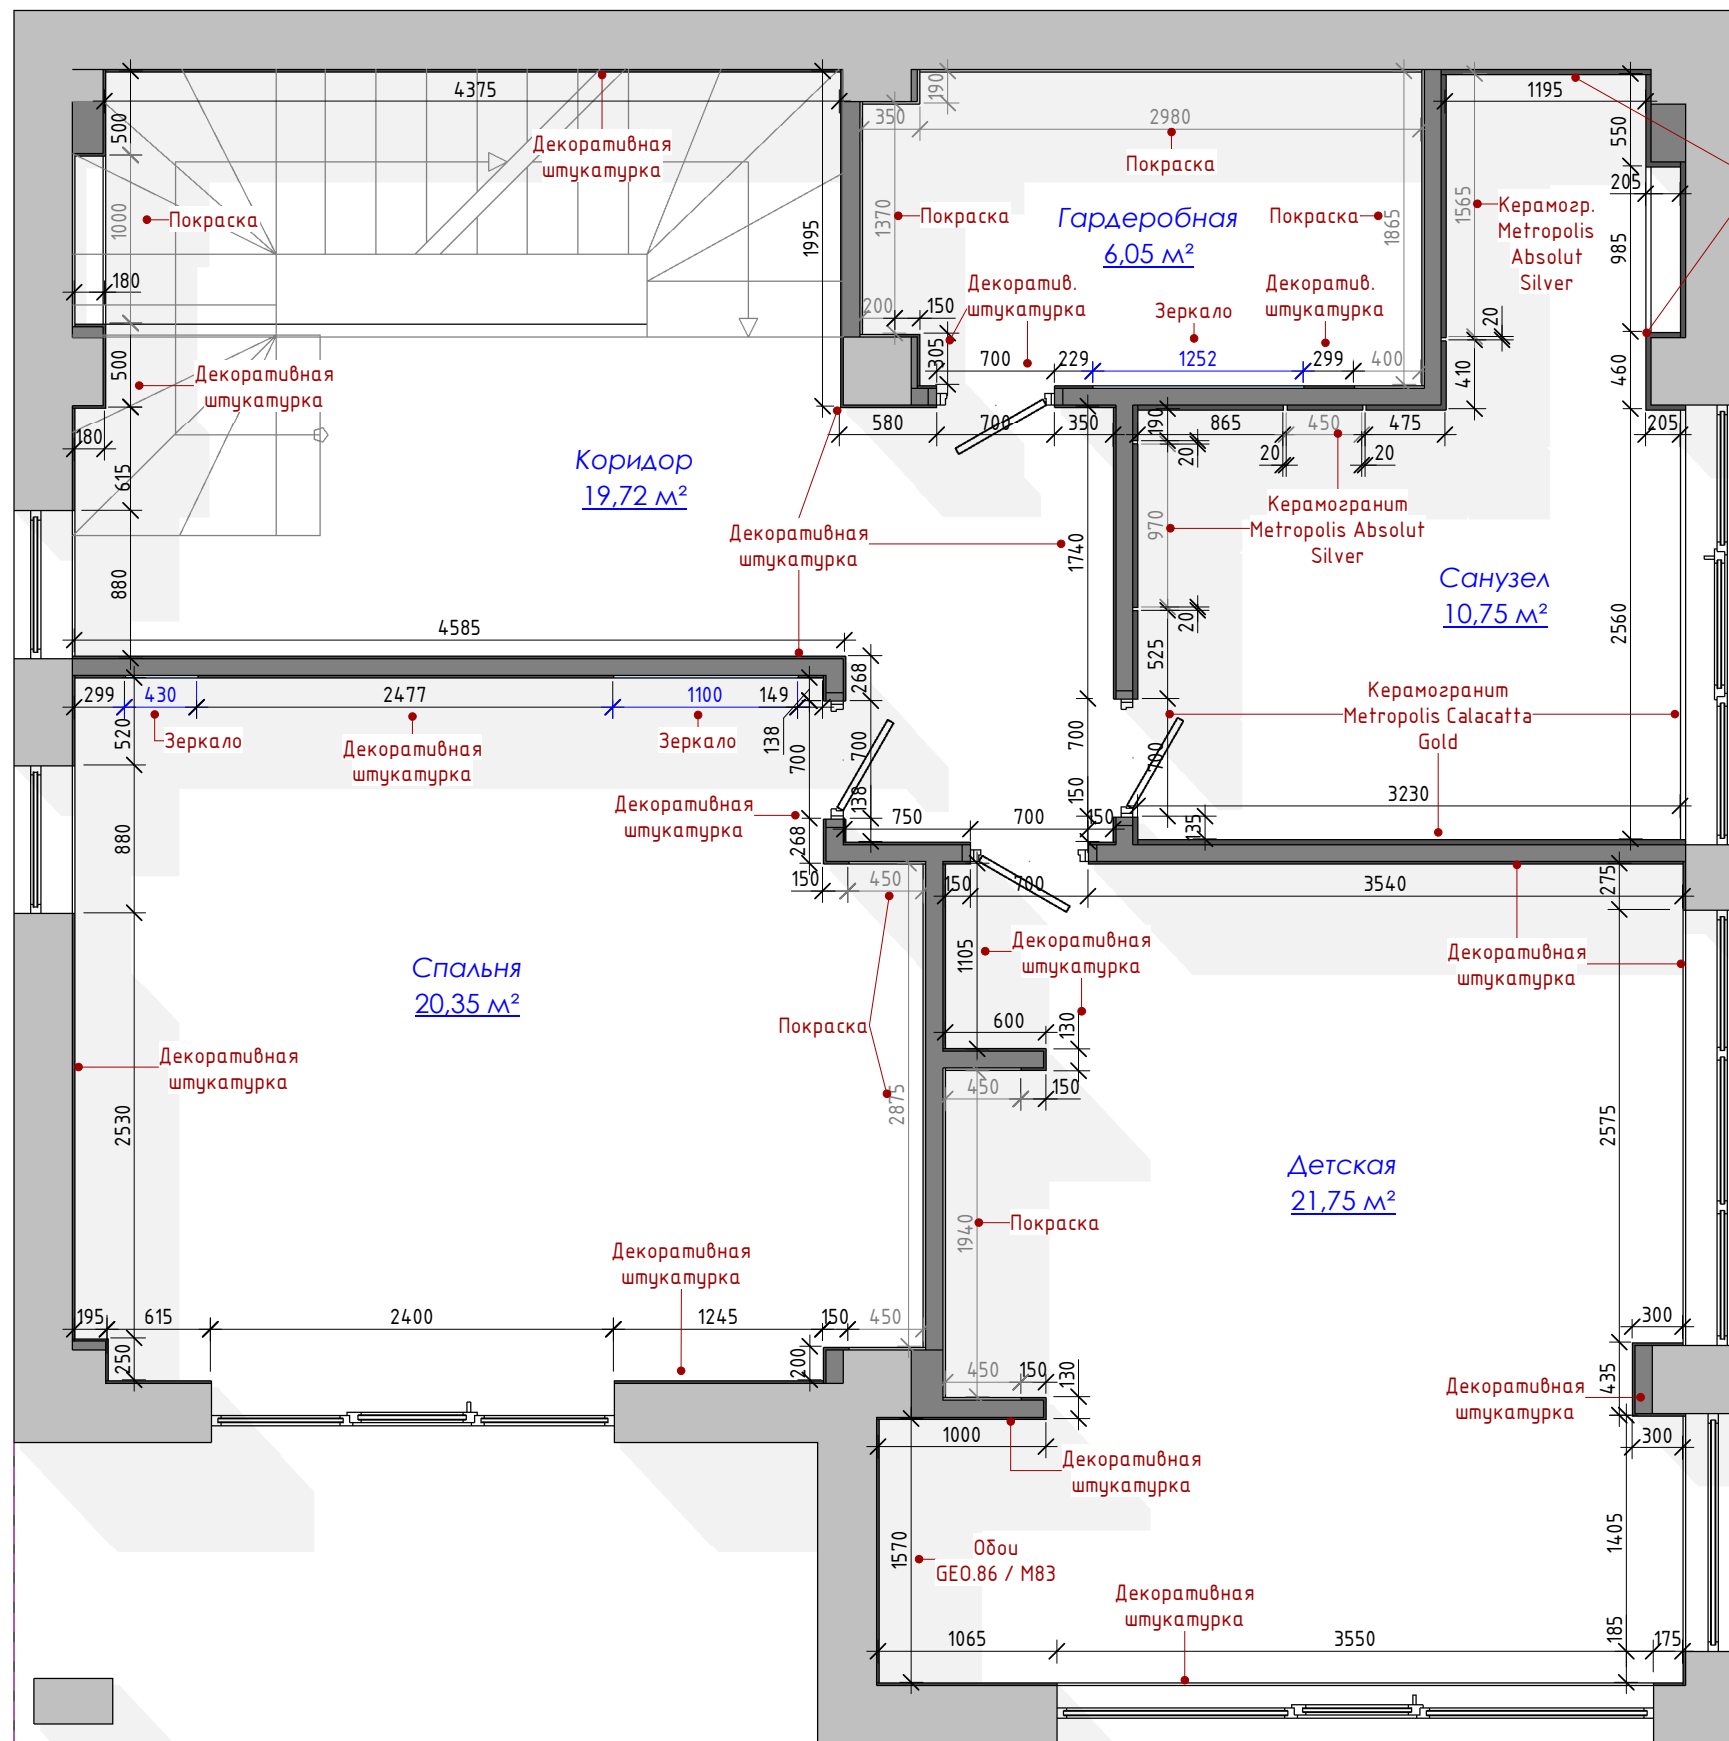 4375
1195
500
190
350
2980
550
Декоративная
штукатурка
Покраска
205
1000
Покраска
1370
Покраска
Гардеробная
6,05 м²
Покраска
1865
1565
Керамогр.
Metropolis
Absolut
Silver
985
1995
180
200
150
Декоратив.
штукатурка
Зеркало
Декоратив.
штукатурка
20
500
Декоративная
штукатурка
305
700
229
1252
299
400
410
460
180
580
700
350
190
865
450
475
205
20
20
20
615
Коридор
19,72 м²
Керамогранит
Metropolis Absolut
Silver
970
Декоративная
штукатурка
1740
880
Санузел
10,75 м²
20
2560
4585
525
268
299
430
2477
1100
149
Керамогранит
Metropolis Calacatta
Gold
520
Зеркало
Декоративная
штукатурка
Зеркало
138
700
700
700
700
Декоративная
штукатурка
138
150
3230
880
268
750
700
150
135
150
450
150
700
3540
275
Спальня
20,35 м²
1105
Декоративная
штукатурка
Декоративная
штукатурка
Покраска
600
130
Декоративная
штукатурка
2530
2875
450
150
2575
Детская
21,75 м²
1940
Покраска
Декоративная
штукатурка
195
615
2400
1245
150
450
300
250
200
450
150
130
435
Декоративная
штукатурка
1000
300
Декоративная
штукатурка
1570
Обои
GEO.86 / M83
1405
Декоративная
штукатурка
1065
3550
185
175